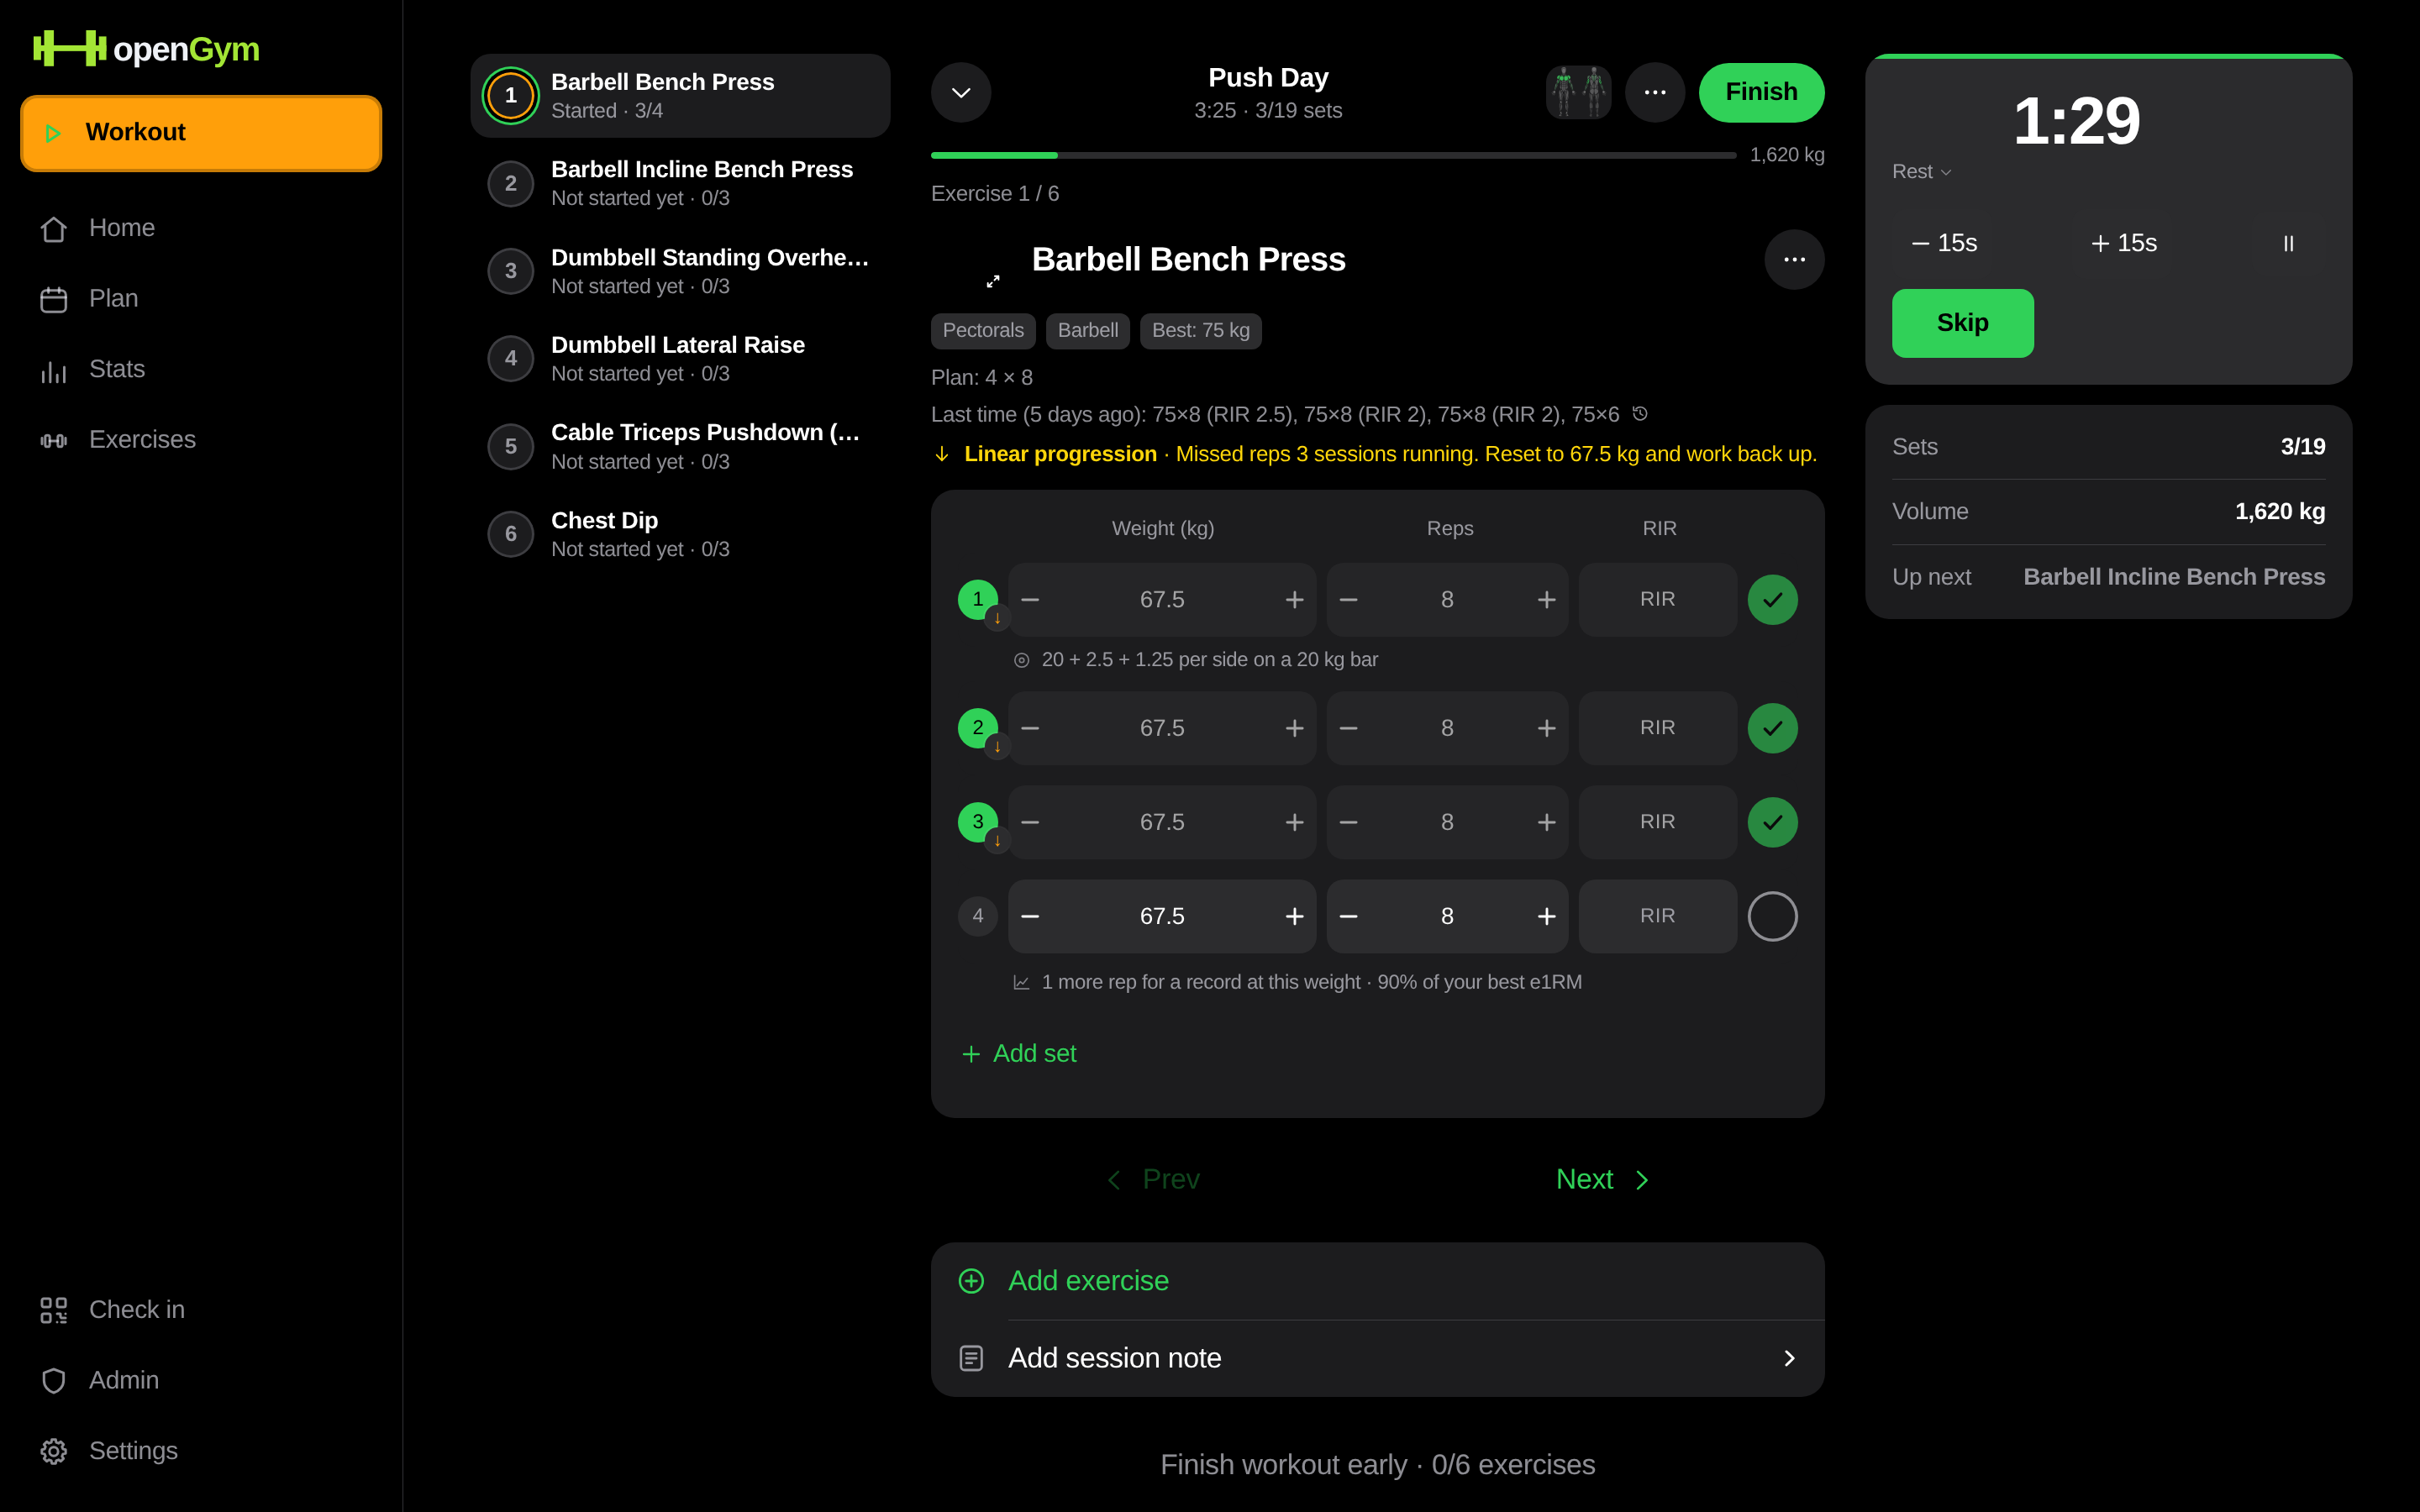 openGym
Workout
Home
Plan
Stats
Exercises
Check in
Admin
Settings
1
Barbell Bench Press
Started · 3/4
2
Barbell Incline Bench Press
Not started yet · 0/3
3
Dumbbell Standing Overhe…
Not started yet · 0/3
4
Dumbbell Lateral Raise
Not started yet · 0/3
5
Cable Triceps Pushdown (…
Not started yet · 0/3
6
Chest Dip
Not started yet · 0/3
Push Day
3:25 · 3/19 sets
Finish
1,620 kg
Exercise 1 / 6
Barbell Bench Press
Pectorals Barbell Best: 75 kg
Plan: 4 × 8
Last time (5 days ago): 75×8 (RIR 2.5), 75×8 (RIR 2), 75×8 (RIR 2), 75×6
↓ Linear progression · Missed reps 3 sessions running. Reset to 67.5 kg and work back up.
Weight (kg) Reps RIR
1 ↓ − 67.5 + − 8 + RIR
20 + 2.5 + 1.25 per side on a 20 kg bar
2 ↓ − 67.5 + − 8 + RIR
3 ↓ − 67.5 + − 8 + RIR
4 − 67.5 + − 8 + RIR
1 more rep for a record at this weight · 90% of your best e1RM
+ Add set
Prev Next
Add exercise
Add session note
Finish workout early · 0/6 exercises
1:29
Rest
− 15s + 15s
Skip
Sets 3/19
Volume 1,620 kg
Up next Barbell Incline Bench Press